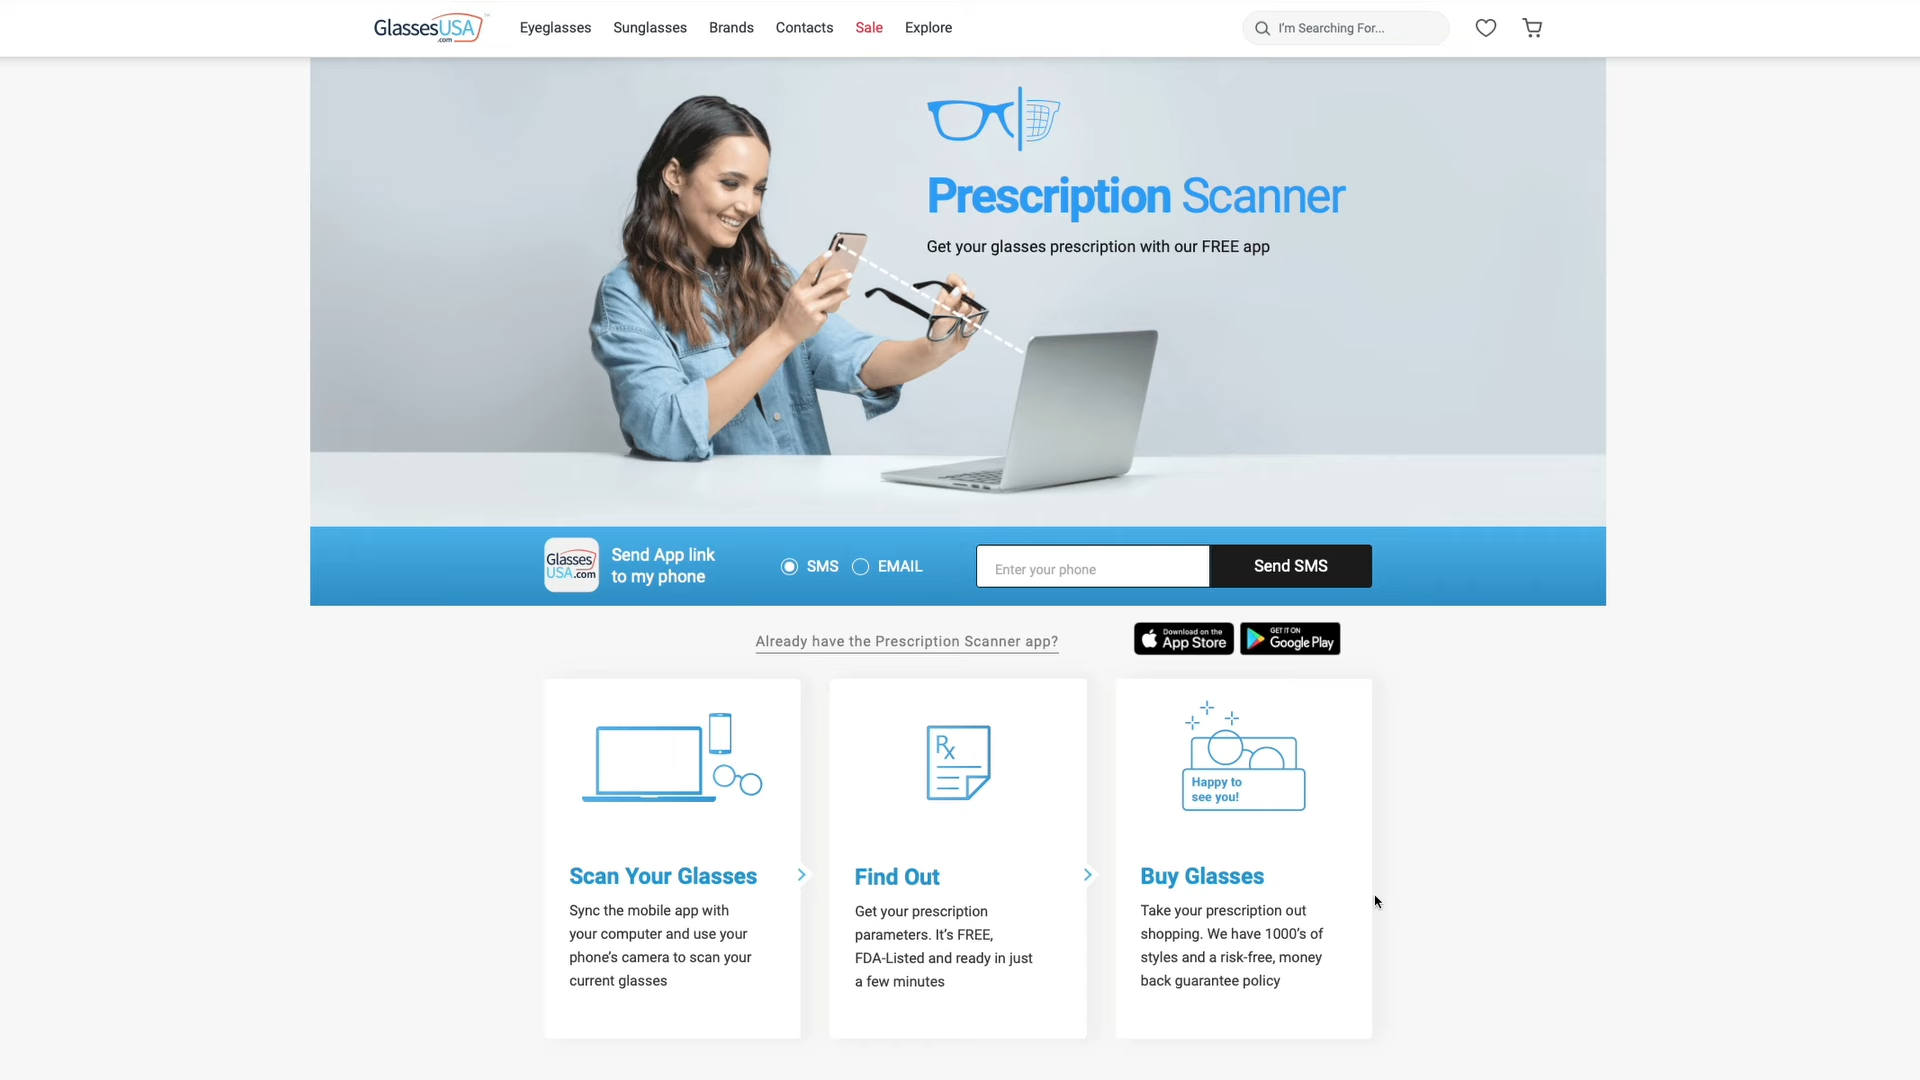 GlassesUSA
.com
Eyeglasses Sunglasses Brands Contacts Sale Explore
I'm Searching For...
Prescription Scanner
Get your glasses prescription with our FREE app
Glasses
USA.com
Send App link
to my phone
SMS EMAIL
Enter your phone
Send SMS
Already have the Prescription Scanner app?
Download on the
App Store
GET IT ON
Google Play
Scan Your Glasses
Sync the mobile app with
your computer and use your
phone's camera to scan your
current glasses
Rx
Find Out
Get your prescription
parameters. It's FREE,
FDA-Listed and ready in just
a few minutes
Happy to
see you!
Buy Glasses
Take your prescription out
shopping. We have 1000's of
styles and a risk-free, money
back guarantee policy